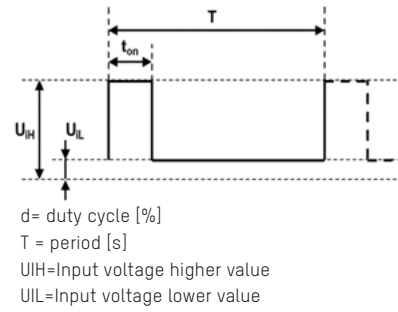 T
ton
UIH
UIL
d= duty cycle [%]
T = period [s]
UIH=Input voltage higher value
UIL=Input voltage lower value